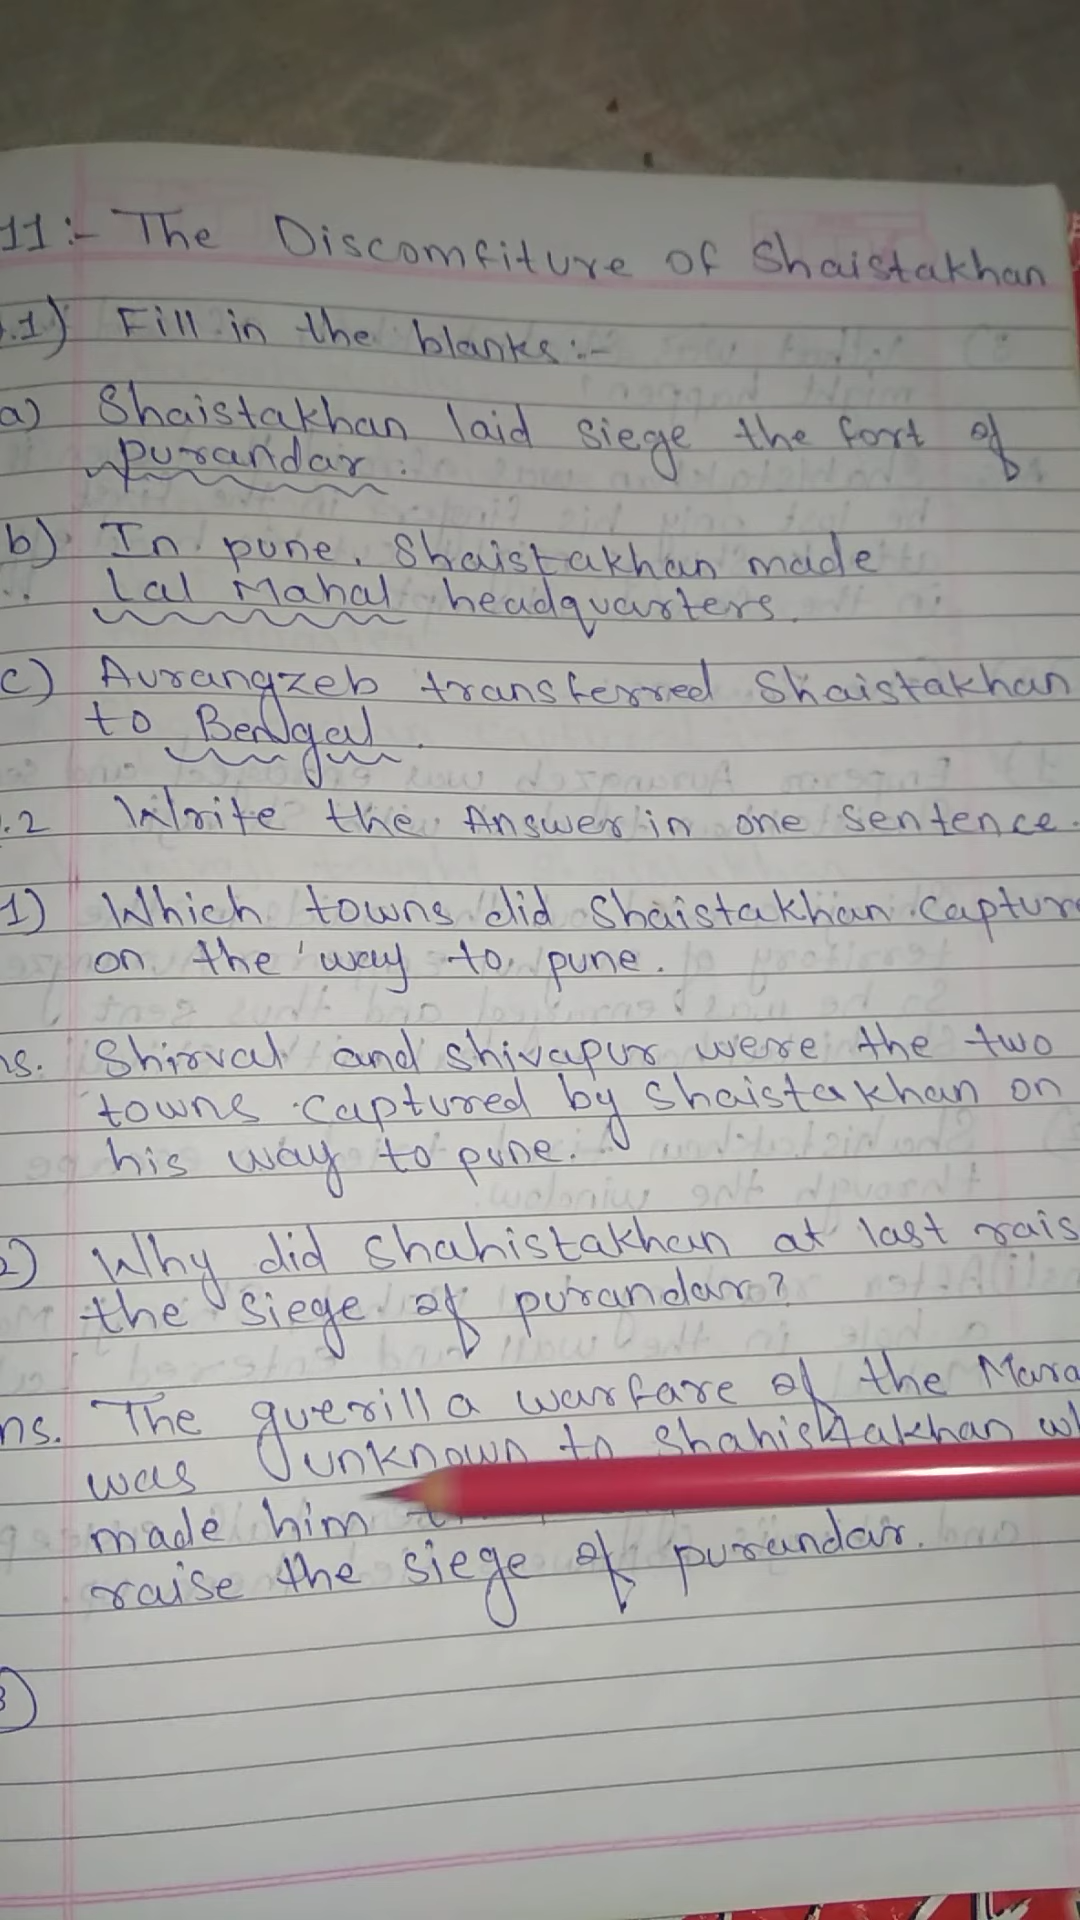 11:- The Discomfiture of Shaistakhan
.1) Fill in the blanks:-
a) Shaistakhan laid siege the fort of
purandar.
b) In pune, Shaistakhan made
Lal Mahal headquarters.
c) Aurangzeb transferred Shaistakhan
to Bengal.
.2 Write the Answer in one sentence.
1) Which towns did Shaistakhan Capture
on the way to pune.
ns. Shirval and Shivapur were the two
towns captured by Shaistakhan on
his way to pune.
2) Why did Shahistakhan at last rais
the siege of purandar?
ns. The guerilla warfare of the Mara
was unknown to Shahistakhan
made him
raise the siege of purandar.
3)